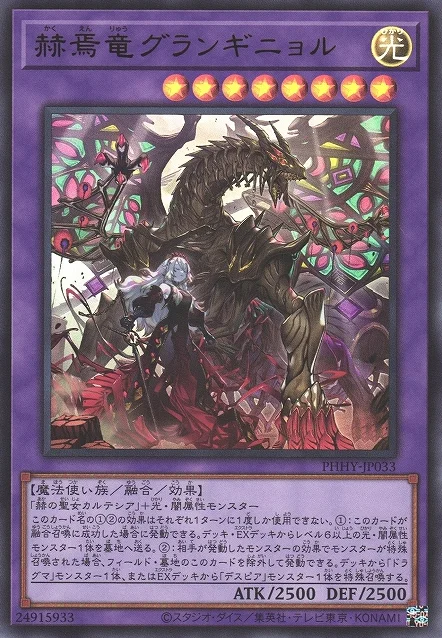 赫焉竜グランギニョル
光
PHHY-JP033
【魔法使い族/融合/効果】
「赫の聖女カルテシア」+光・闇属性モンスター
このカード名の①②の効果はそれぞれ1ターンに1度しか使用できない。①:このカードが
融合召喚に成功した場合に発動できる。デッキ・EXデッキからレベル6以上の光・闇属性
モンスター1体を墓地へ送る。②:相手が発動したモンスターの効果でモンスターが特殊
召喚された場合、フィールド・墓地のこのカードを除外して発動できる。デッキから「ドラ
グマ」モンスター1体、またはEXデッキから「デスピア」モンスター1体を特殊召喚する。
ATK/2500 DEF/2500
24915933
©スタジオ・ダイス/集英社・テレビ東京・KONAMI